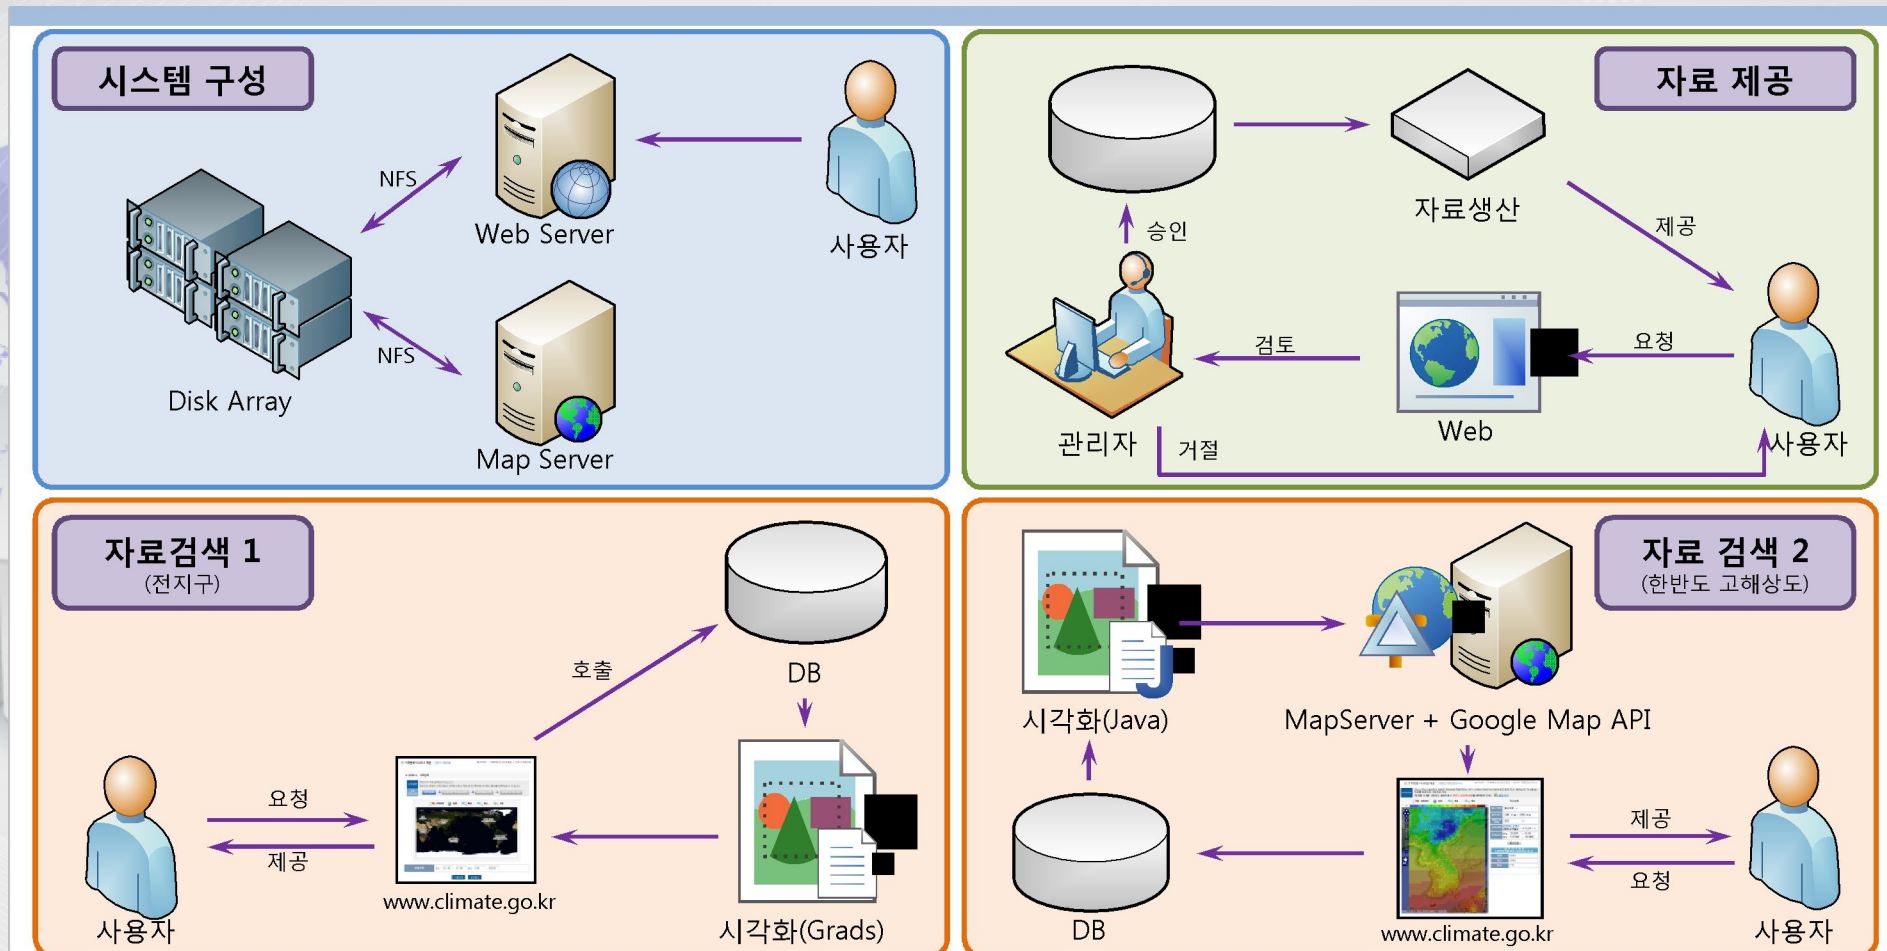 시스템 구성
NFS
NFS
Disk Array
Web Server
Map Server
사용자
자료 제공
자료생산
승인
제공
관리자
검토
Web
요청
거절
사용자
자료검색 1
(전지구)
호출
DB
요청
제공
사용자
www.climate.go.kr
시각화(Grads)
자료 검색 2
(한반도 고해상도)
시각화(Java)
MapServer + Google Map API
DB
www.climate.go.kr
제공
요청
사용자